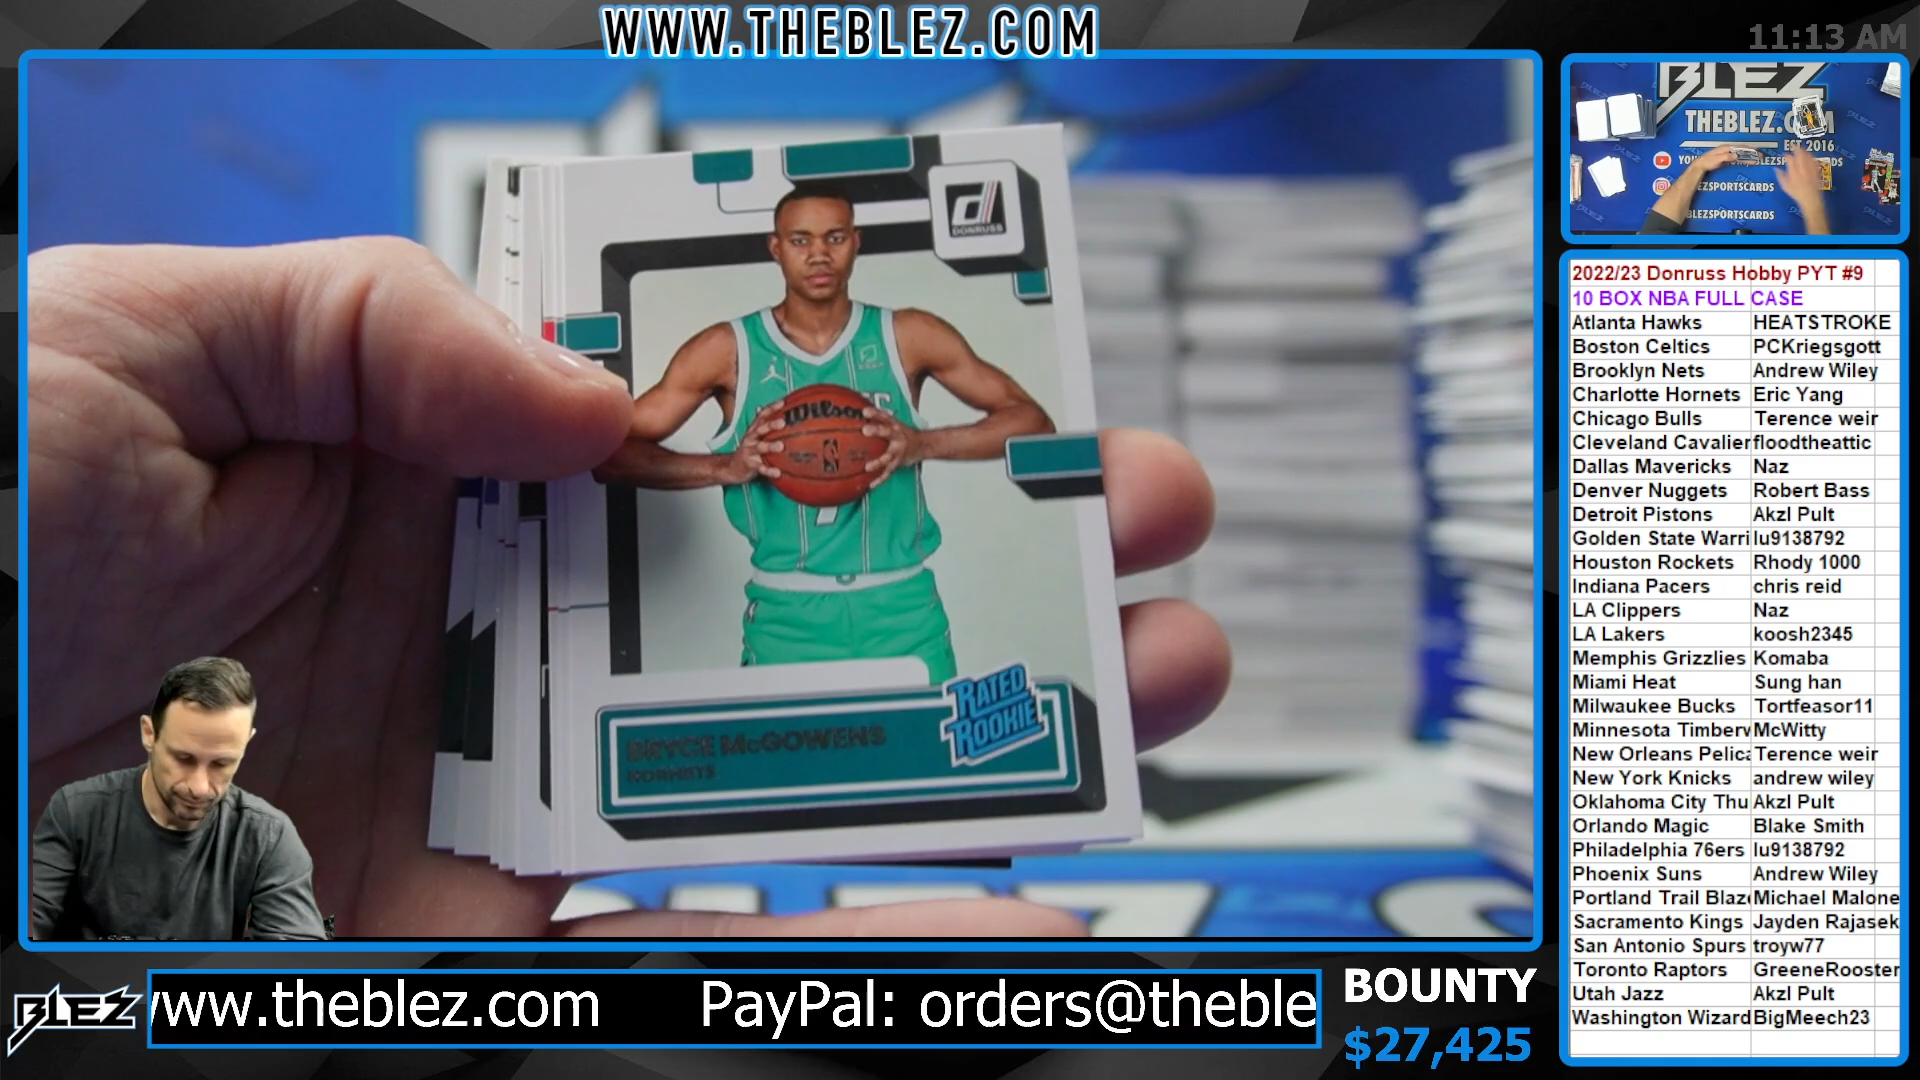 WWW.THEBLEZ.COM
11:13 AM
BLEZ
THEBLEZ.C M
EST 2016
EZSPORTSCARDS
BLEZSPORTSCARDS
DONRUSS
Wilson
RATED
ROOKIE
BRYCE McGOWENS
HORNETS
2022/23 Donruss Hobby PYT #9
10 BOX NBA FULL CASE
Atlanta Hawks HEATSTROKE
Boston Celtics PCKriegsgott
Brooklyn Nets Andrew Wiley
Charlotte Hornets Eric Yang
Chicago Bulls Terence weir
Cleveland Cavalier floodtheattic
Dallas Mavericks Naz
Denver Nuggets Robert Bass
Detroit Pistons Akzl Pult
Golden State Warri lu9138792
Houston Rockets Rhody 1000
Indiana Pacers chris reid
LA Clippers Naz
LA Lakers koosh2345
Memphis Grizzlies Komaba
Miami Heat Sung han
Milwaukee Bucks Tortfeasor11
Minnesota Timberv McWitty
New Orleans Pelica Terence weir
New York Knicks andrew wiley
Oklahoma City Thu Akzl Pult
Orlando Magic Blake Smith
Philadelphia 76ers lu9138792
Phoenix Suns Andrew Wiley
Portland Trail Blaze Michael Malone
Sacramento Kings Jayden Rajasek
San Antonio Spurs troyw77
Toronto Raptors GreeneRooster
Utah Jazz Akzl Pult
Washington Wizard BigMeech23
BLEZ
www.theblez.com PayPal: orders@theble
BOUNTY
$27,425